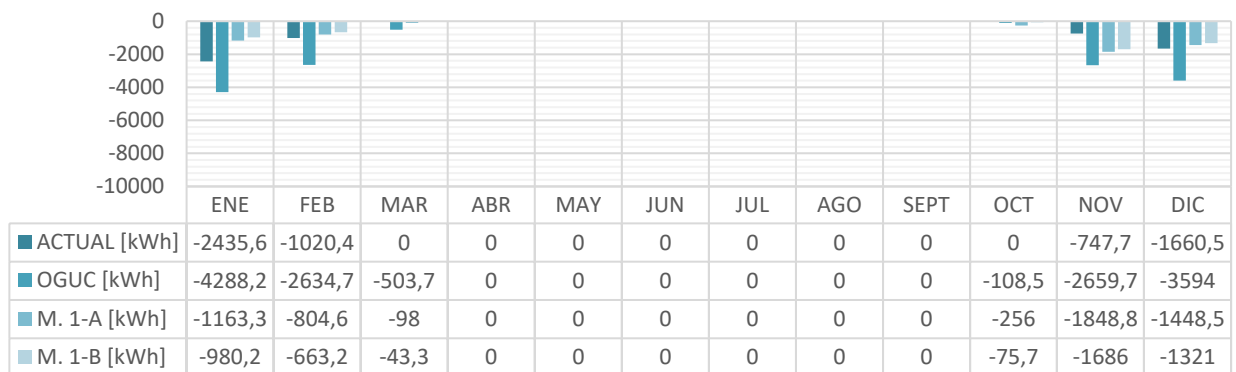 0
-2000
-4000
-6000
-8000
-10000
ENE FEB MAR ABR MAY JUN JUL AGO SEPT OCT NOV DIC
ACTUAL [kWh] -2435,6 -1020,4 0 0 0 0 0 0 0 0 -747,7 -1660,5
OGUC [kWh] -4288,2 -2634,7 -503,7 0 0 0 0 0 0 -108,5 -2659,7 -3594
M. 1-A [kWh] -1163,3 -804,6 -98 0 0 0 0 0 0 -256 -1848,8 -1448,5
M. 1-B [kWh] -980,2 -663,2 -43,3 0 0 0 0 0 0 -75,7 -1686 -1321